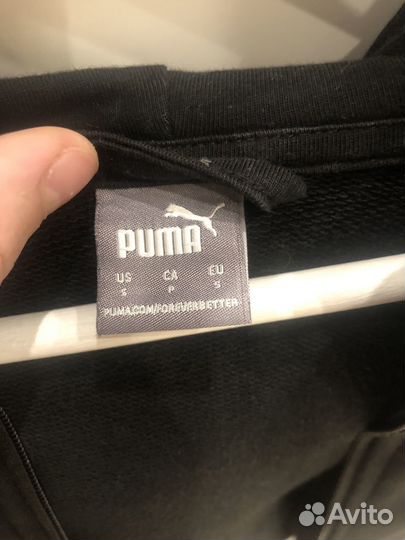 PUMA
US CA EU
S P S
PUMA.COM/FOREVERBETTER
Avito